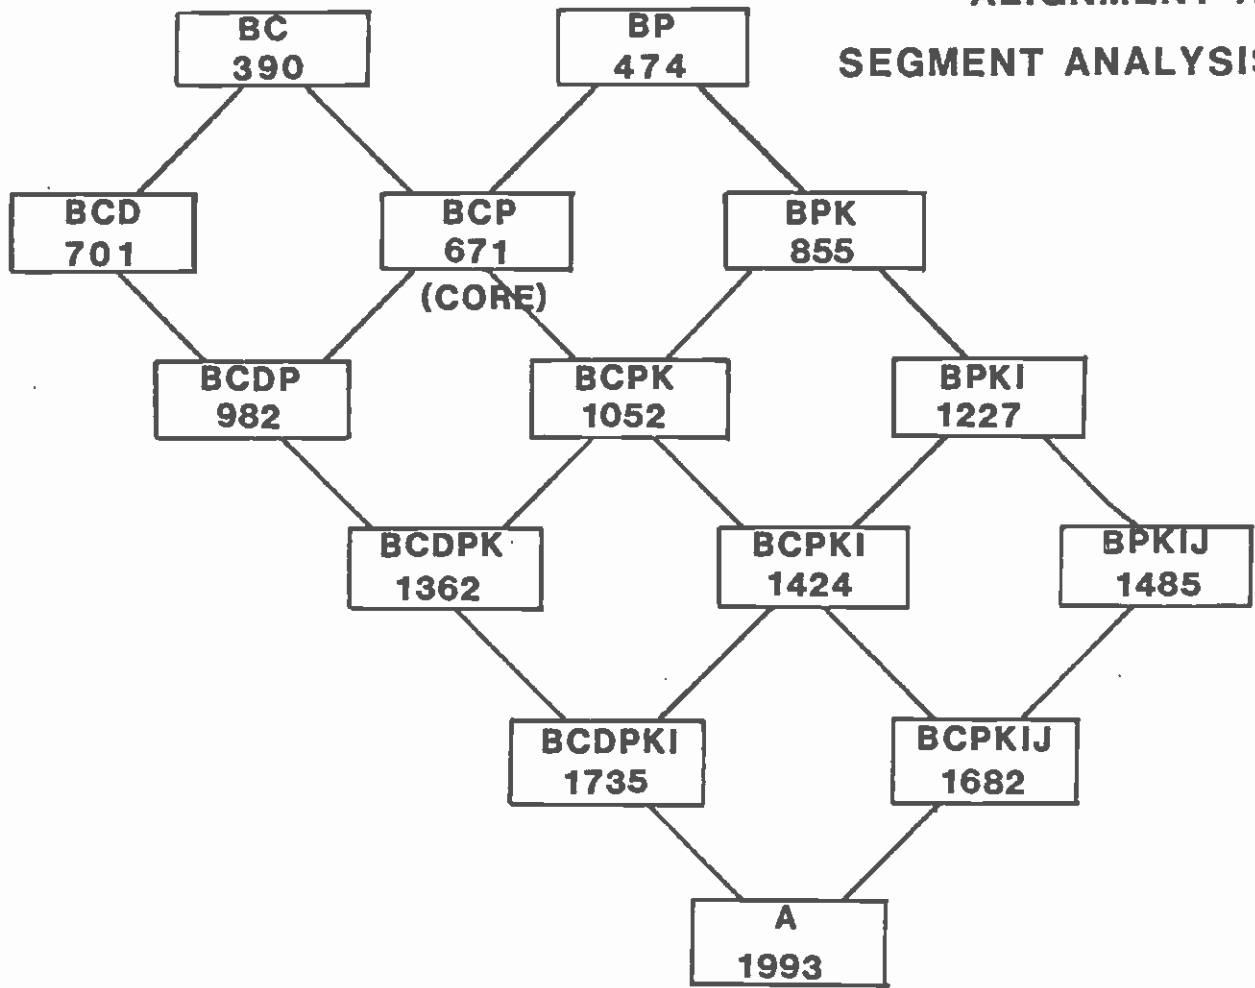 ALIGNMENT
SEGMENT ANALYSIS
BC
390
BP
474
BCD
701
BCP
671
(CORE)
BPK
855
BCDP
982
BCPK
1052
BPKI
1227
BCDPK
1362
BCPKI
1424
BPKIJ
1485
BCDPKI
1735
BCPKIJ
1682
A
1993